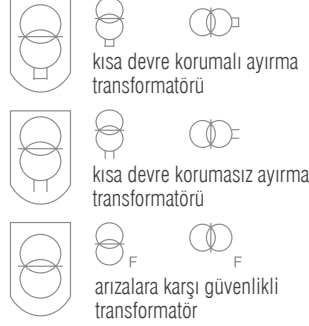 kısa devre korumalı ayırma
transformatörü
kısa devre korumasız ayırma
transformatörü
F F
arızalara karşı güvenlikli
transformatör